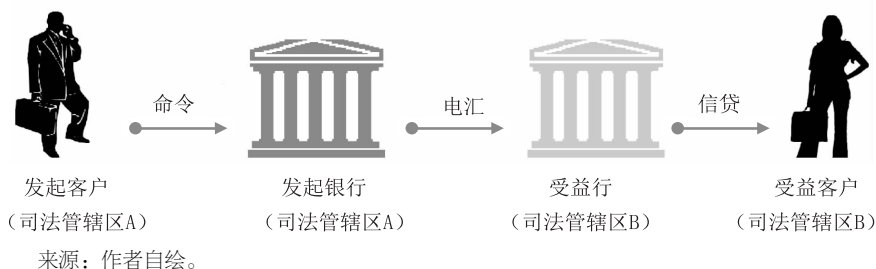 命令
电汇
信贷
发起客户
发起银行
受益行
受益客户
（司法管辖区A）
（司法管辖区A）
（司法管辖区B）
（司法管辖区B）
来源：作者自绘。